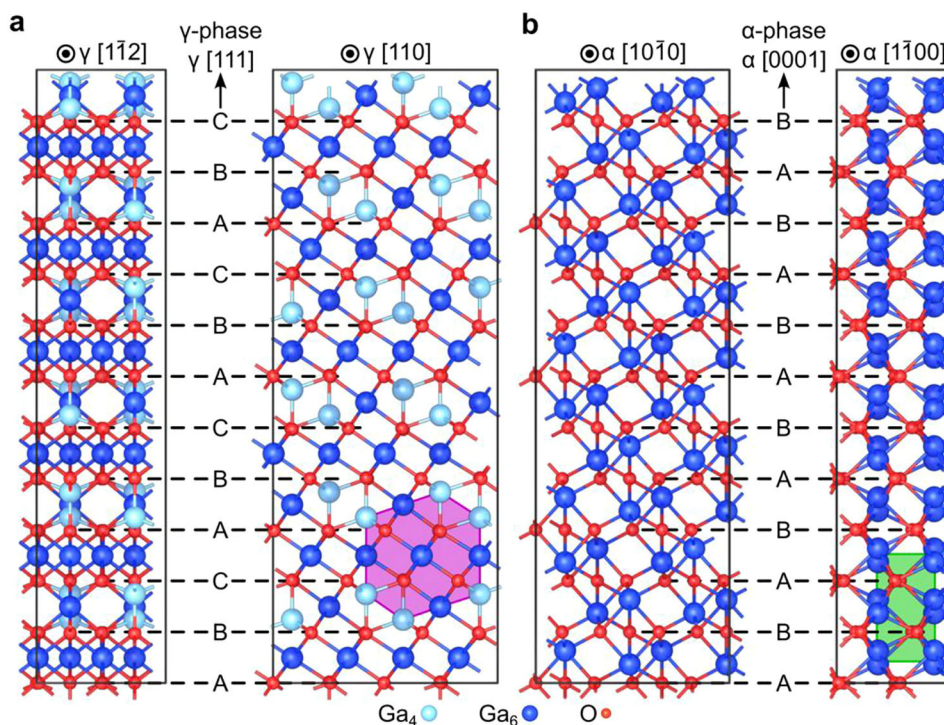 a
γ-phase
b
α-phase
⊙ γ [11̄2]
γ [111]
⊙ γ [110]
⊙ α [101̄0]
α [0001]
⊙ α [11̄00]
C
B
B
A
A
B
C
A
B
B
A
A
C
B
B
A
A
B
C
A
B
B
A
A
Ga₄ Ga₆ O